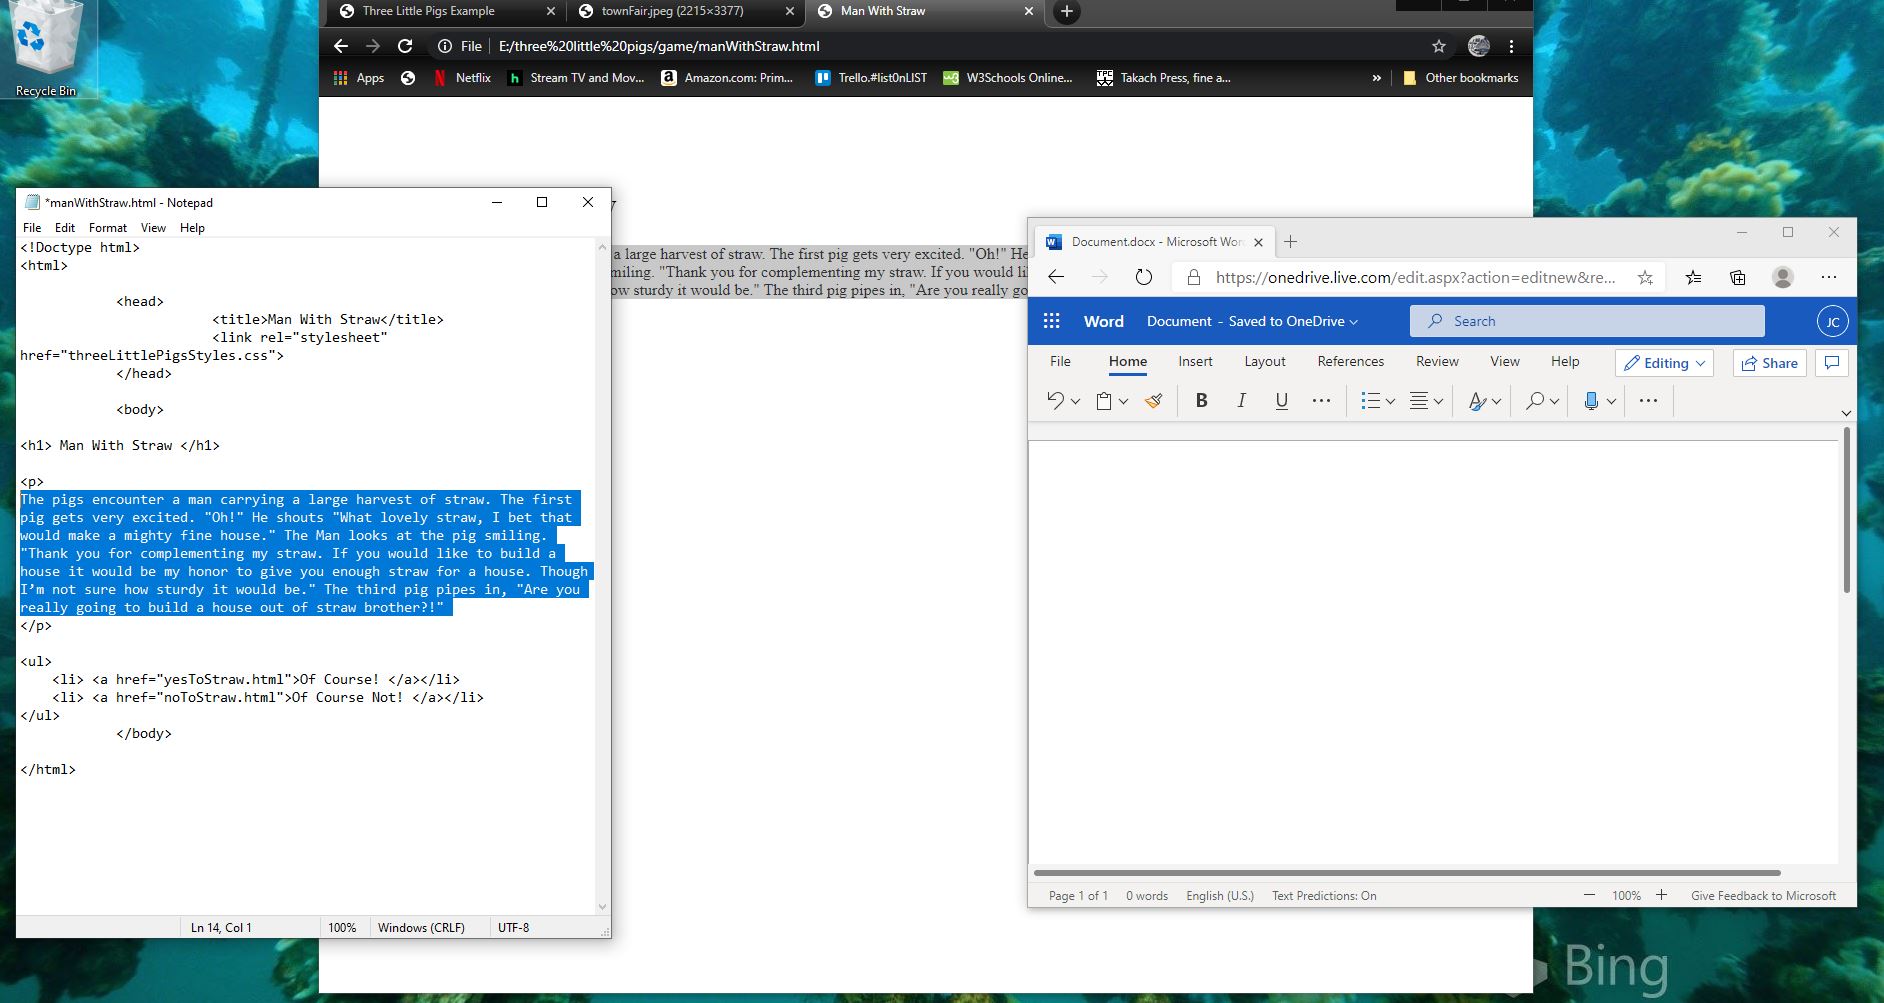 Recycle Bin
Three Little Pigs Example
townFair.jpeg (2215×3377)
Man With Straw
File
E:/three%20little%20pigs/game/manWithStraw.html
Apps
Netflix
Stream TV and Mov...
Amazon.com: Prim...
Trello.#list0nLIST
W3Schools Online...
Takach Press, fine a...
»
Other bookmarks
a large harvest of straw. The first pig gets very excited. "Oh!" He
miling. "Thank you for complementing my straw. If you would li
ow sturdy it would be." The third pig pipes in, "Are you really go
*manWithStraw.html - Notepad
File Edit Format View Help
<!Doctype html>
<html>
<head>
<title>Man With Straw</title>
<link rel="stylesheet"
href="threeLittlePigsStyles.css">
</head>
<body>
<h1> Man With Straw </h1>
<p>
The pigs encounter a man carrying a large harvest of straw. The first
pig gets very excited. "Oh!" He shouts "What lovely straw, I bet that
would make a mighty fine house." The Man looks at the pig smiling.
"Thank you for complementing my straw. If you would like to build a
house it would be my honor to give you enough straw for a house. Though
I’m not sure how sturdy it would be." The third pig pipes in, "Are you
really going to build a house out of straw brother?!"
</p>
<ul>
<li> <a href="yesToStraw.html">Of Course! </a></li>
<li> <a href="noToStraw.html">Of Course Not! </a></li>
</ul>
</body>
</html>
Ln 14, Col 1
100%
Windows (CRLF)
UTF-8
Document.docx - Microsoft Wor
https://onedrive.live.com/edit.aspx?action=editnew&re...
Word
Document - Saved to OneDrive
Search
JC
File Home Insert Layout References Review View Help
Editing
Share
B I U
Page 1 of 1
0 words
English (U.S.)
Text Predictions: On
100%
Give Feedback to Microsoft
Bing